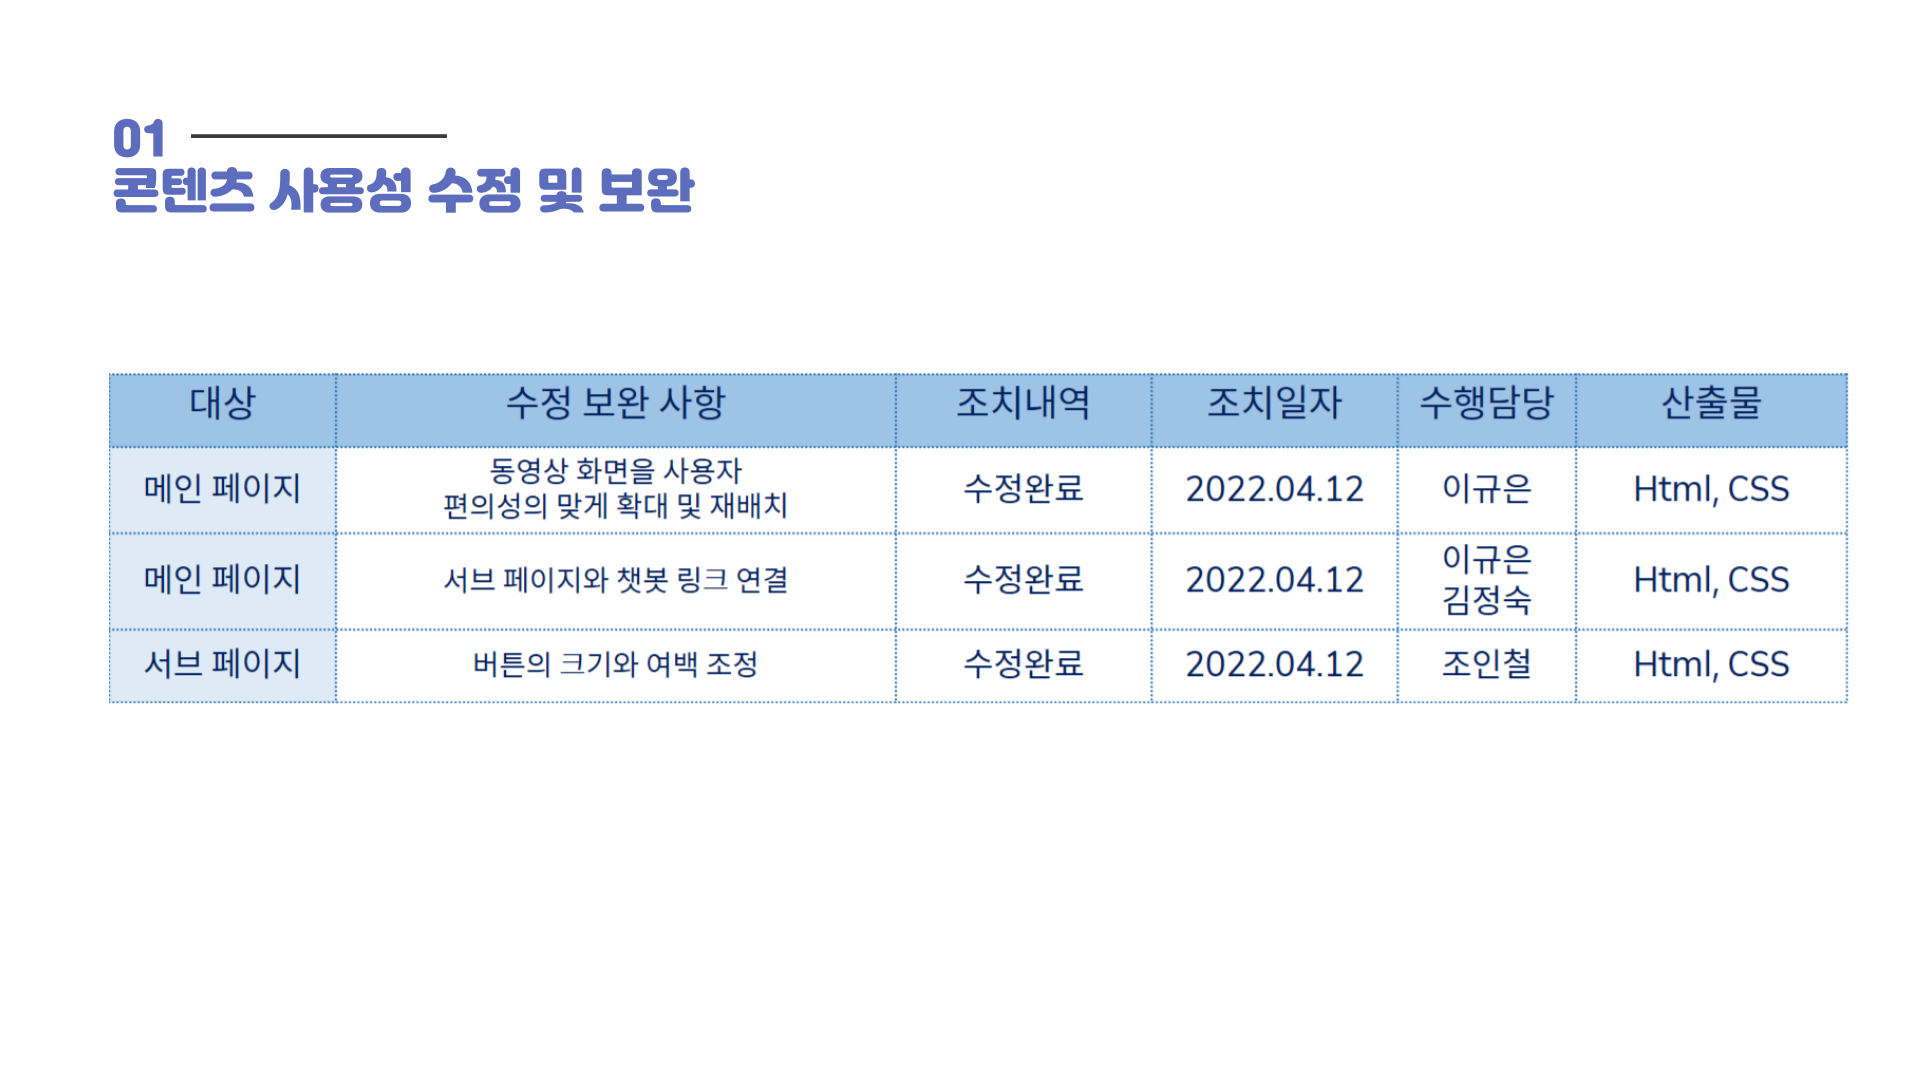 01
콘텐츠 사용성 수정 및 보완
대상 수정 보완 사항 조치내역 조치일자 수행담당 산출물
메인 페이지 동영상 화면을 사용자 편의성의 맞게 확대 및 재배치 수정완료 2022.04.12 이규은 Html, CSS
메인 페이지 서브 페이지와 챗봇 링크 연결 수정완료 2022.04.12 이규은 김정숙 Html, CSS
서브 페이지 버튼의 크기와 여백 조정 수정완료 2022.04.12 조인철 Html, CSS